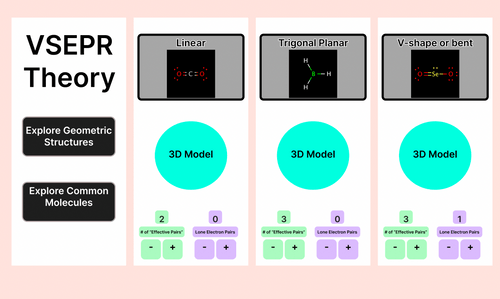 VSEPR
Theory
Explore Geometric
Structures
Explore Common
Molecules
Linear
O=C=O
3D Model
2
0
# of "Effective Pairs"
Lone Electron Pairs
- +
- +
Trigonal Planar
H
B H
H
3D Model
3
0
# of "Effective Pairs"
Lone Electron Pairs
- +
- +
V-shape or bent
O=Se=O
3D Model
3
1
# of "Effective Pairs"
Lone Electron Pairs
- +
- +